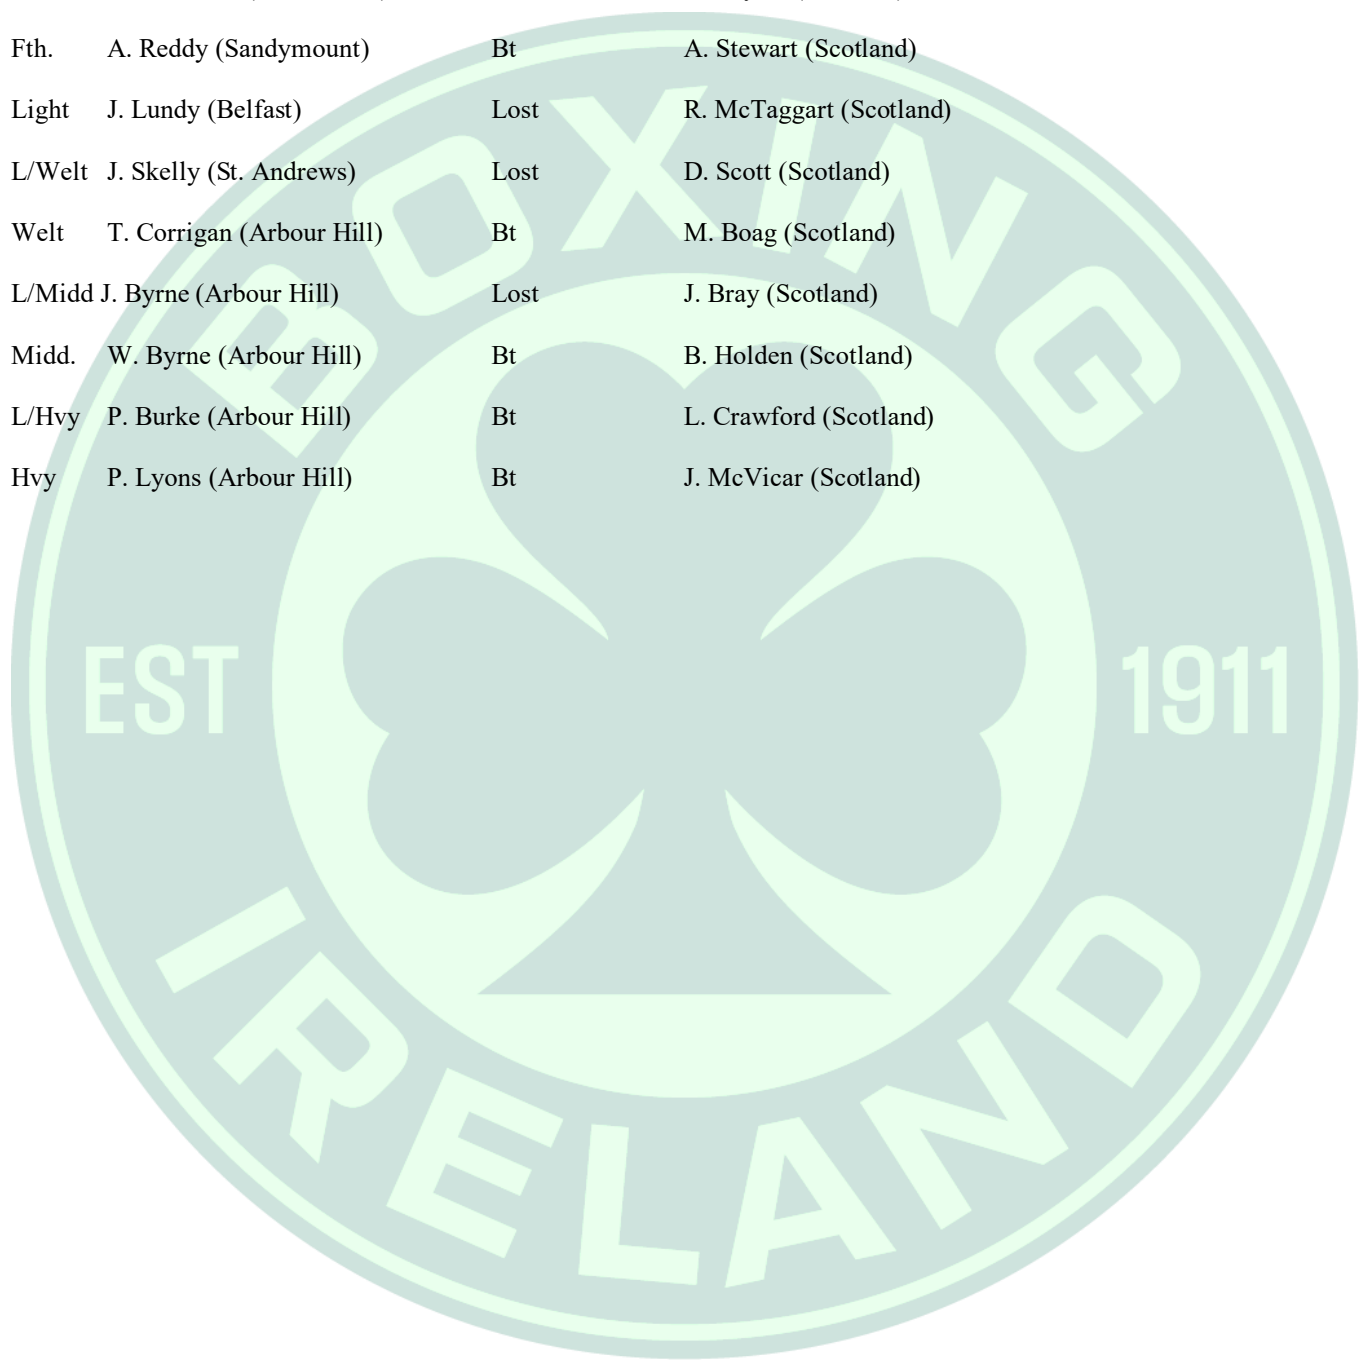 Fth. A. Reddy (Sandymount) Bt A. Stewart (Scotland)
Light J. Lundy (Belfast) Lost R. McTaggart (Scotland)
L/Welt J. Skelly (St. Andrews) Lost D. Scott (Scotland)
Welt T. Corrigan (Arbour Hill) Bt M. Boag (Scotland)
L/Midd J. Byrne (Arbour Hill) Lost J. Bray (Scotland)
Midd. W. Byrne (Arbour Hill) Bt B. Holden (Scotland)
L/Hvy P. Burke (Arbour Hill) Bt L. Crawford (Scotland)
Hvy P. Lyons (Arbour Hill) Bt J. McVicar (Scotland)
BOXING
EST 1911
IRELAND